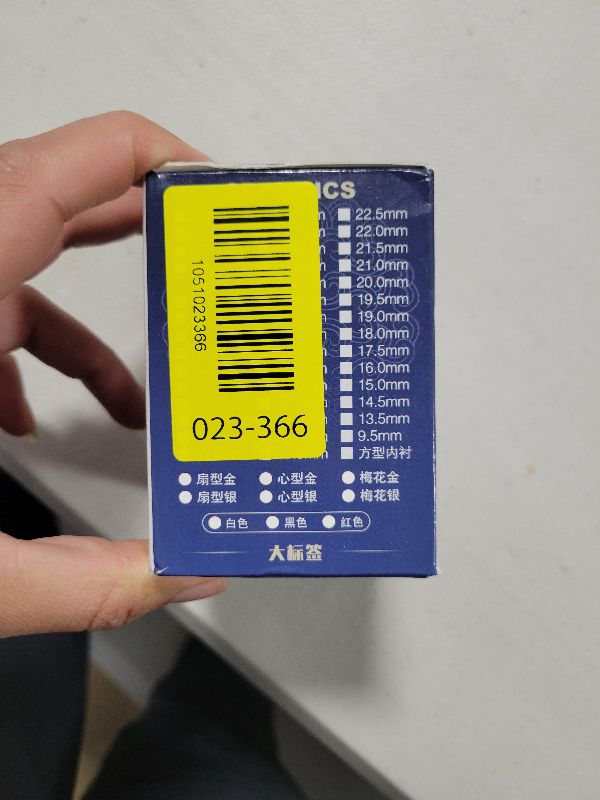 ICS
22.5mm
22.0mm
21.5mm
21.0mm
20.0mm
19.5mm
19.0mm
18.0mm
17.5mm
16.0mm
15.0mm
14.5mm
13.5mm
9.5mm
方型内衬
1051023366
023-366
扇型金 心型金 梅花金
扇型银 心型银 梅花银
白色 黑色 红色
大标签